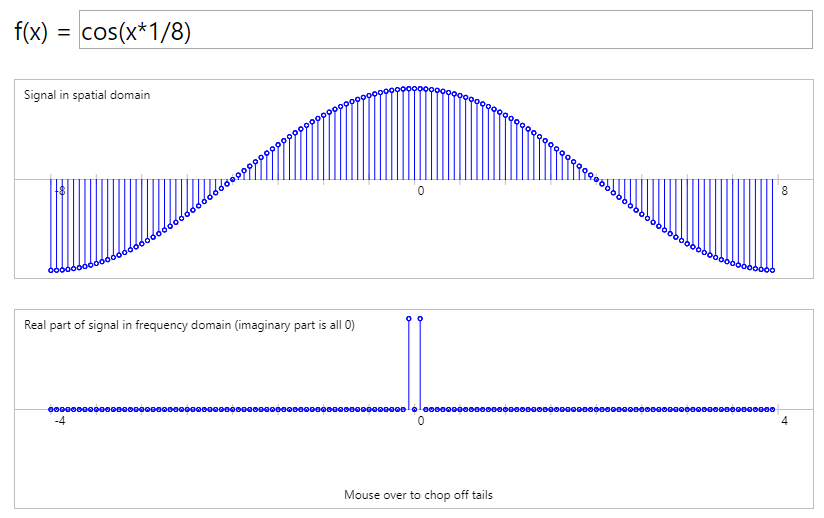 f(x) = cos(x*1/8)
Signal in spatial domain
-8 0 8
Real part of signal in frequency domain (imaginary part is all 0)
-4 0 4
Mouse over to chop off tails